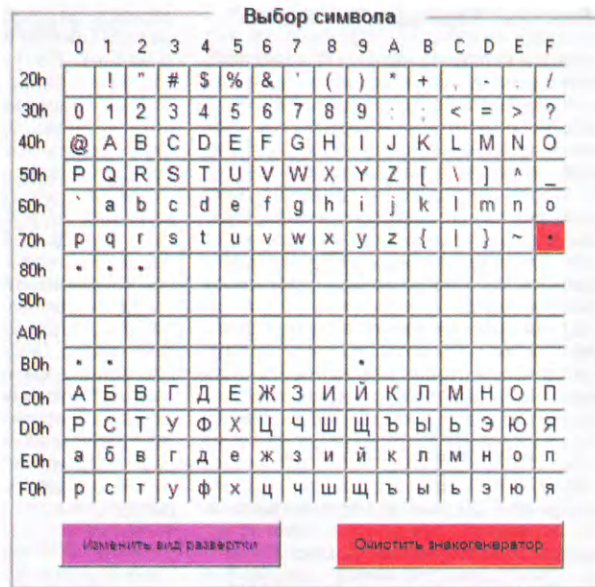 Выбор символа
0 1 2 3 4 5 6 7 8 9 A B C D E F
20h ! " # $ % & ' ( ) * + , - . /
30h 0 1 2 3 4 5 6 7 8 9 : ; < = > ?
40h @ A B C D E F G H I J K L M N O
50h P Q R S T U V W X Y Z [ \ ] ^ _
60h ` a b c d e f g h i j k l m n o
70h p q r s t u v w x y z { | } ~ •
80h • • •
90h
A0h
B0h • • •
C0h А Б В Г Д Е Ж З И Й К Л М Н О П
D0h Р С Т У Ф Х Ц Ч Ш Щ Ъ Ы Ь Э Ю Я
E0h а б в г д е ж з и й к л м н о п
F0h р с т у ф х ц ч ш щ ъ ы ь э ю я
Изменить вид развертки Очистить знакогенератор